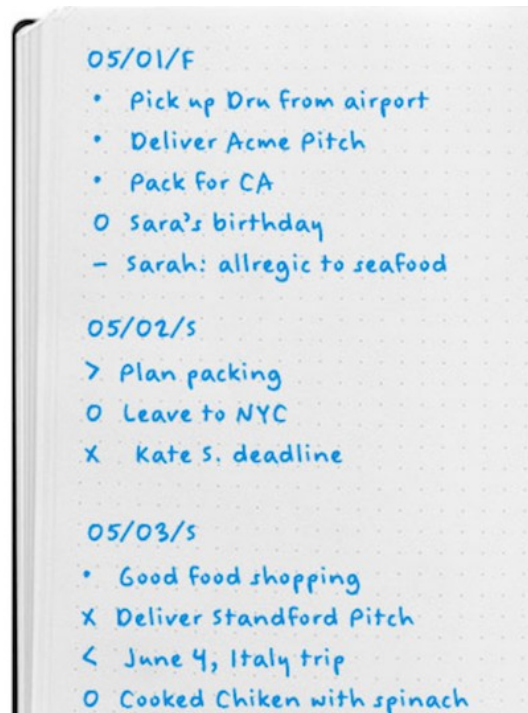 05/01/F
• Pick up Dru from airport
• Deliver Acme Pitch
• Pack for CA
O Sara's birthday
– Sarah: allregic to seafood
05/02/S
> Plan packing
O Leave to NYC
x Kate S. deadline
05/03/S
• Good food shopping
x Deliver Standford Pitch
< June 4, Italy trip
O Cooked Chiken with spinach